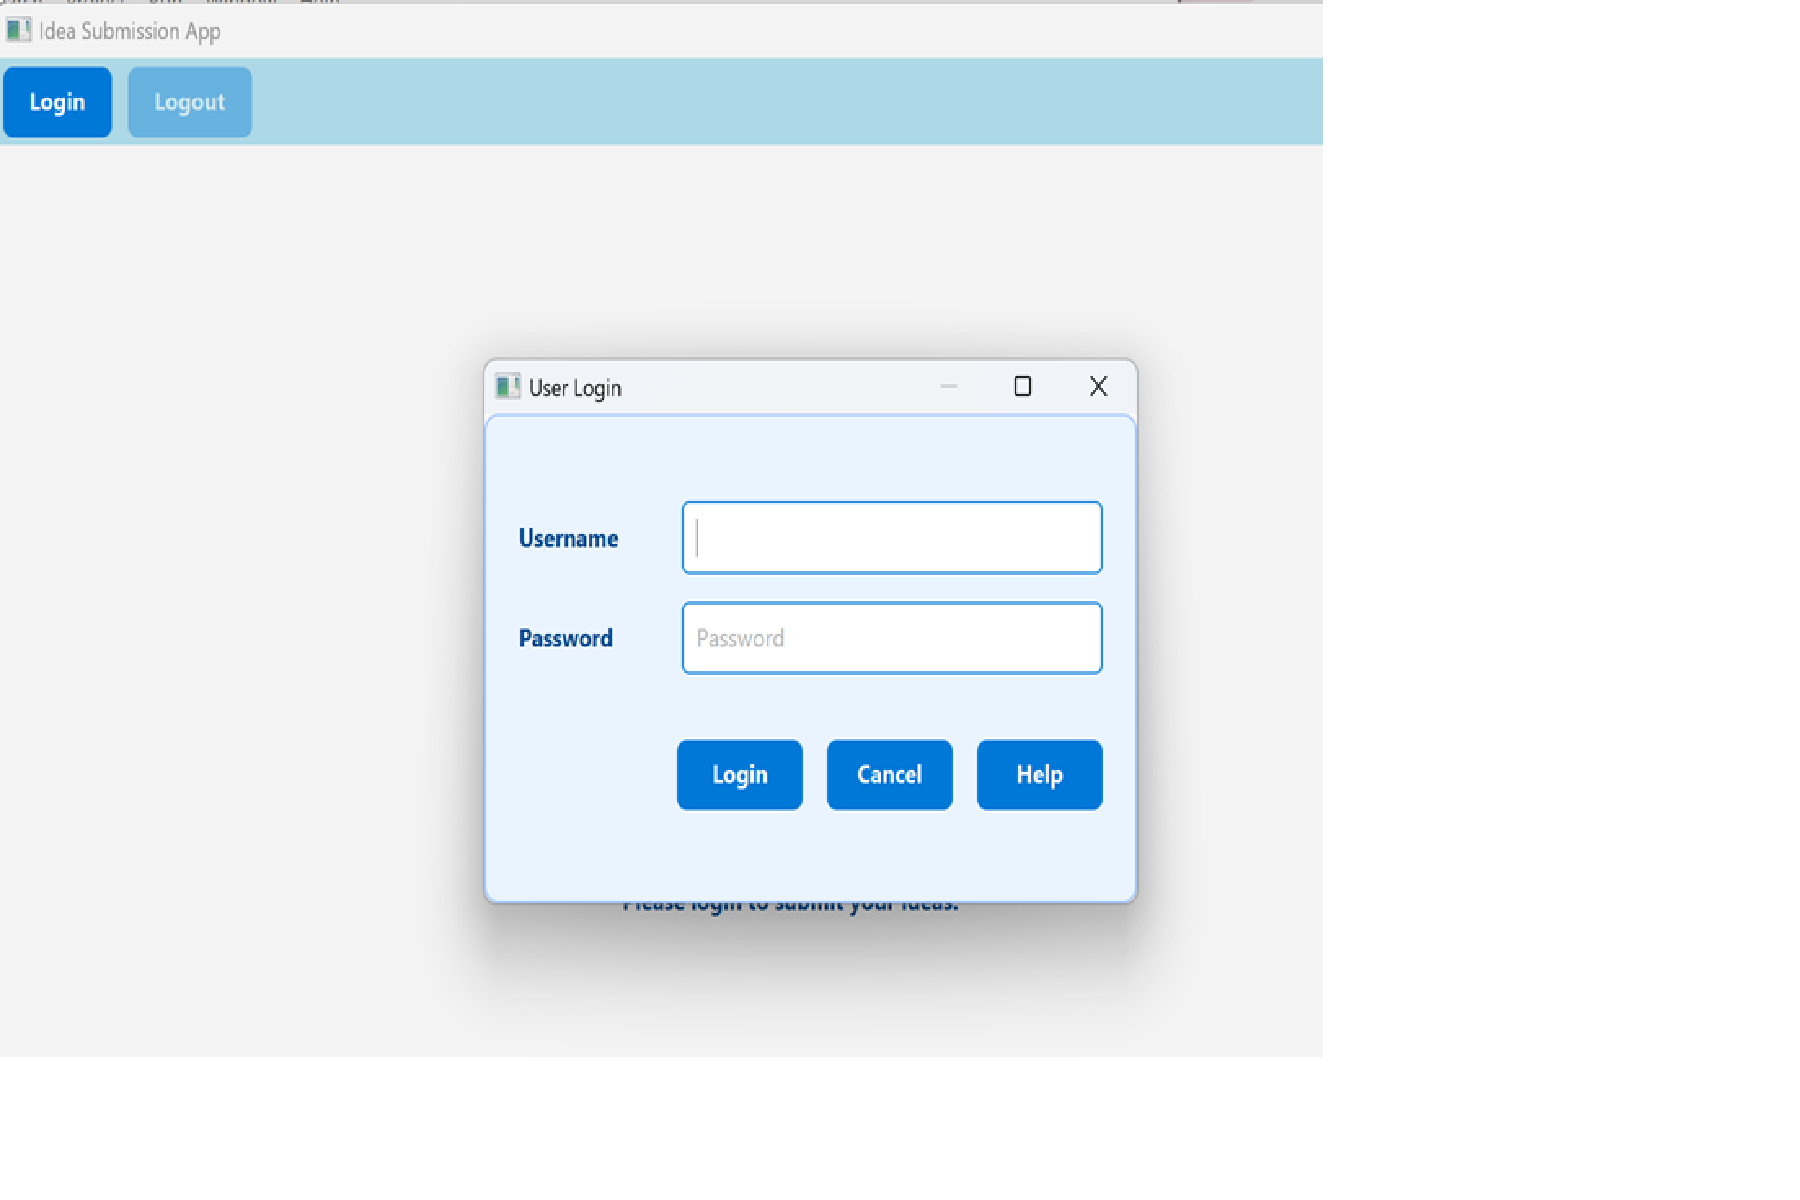 Idea Submission App
Login Logout
User Login
Username
Password Password
Login Cancel Help
Please login to submit your ideas.